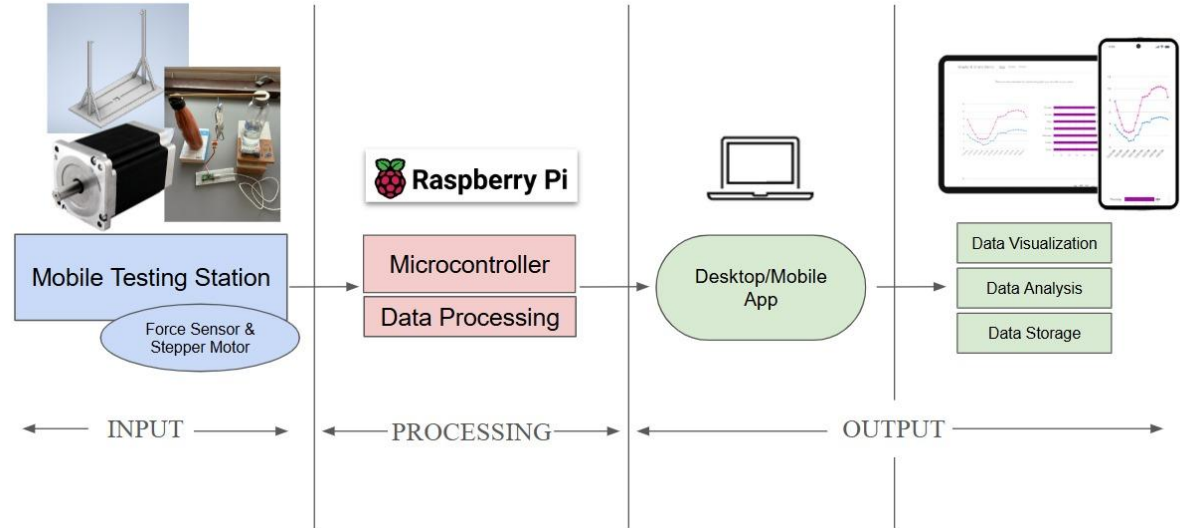 Raspberry Pi
Mobile Testing Station
Force Sensor &
Stepper Motor
Microcontroller
Data Processing
Desktop/Mobile
App
Data Visualization
Data Analysis
Data Storage
INPUT
PROCESSING
OUTPUT